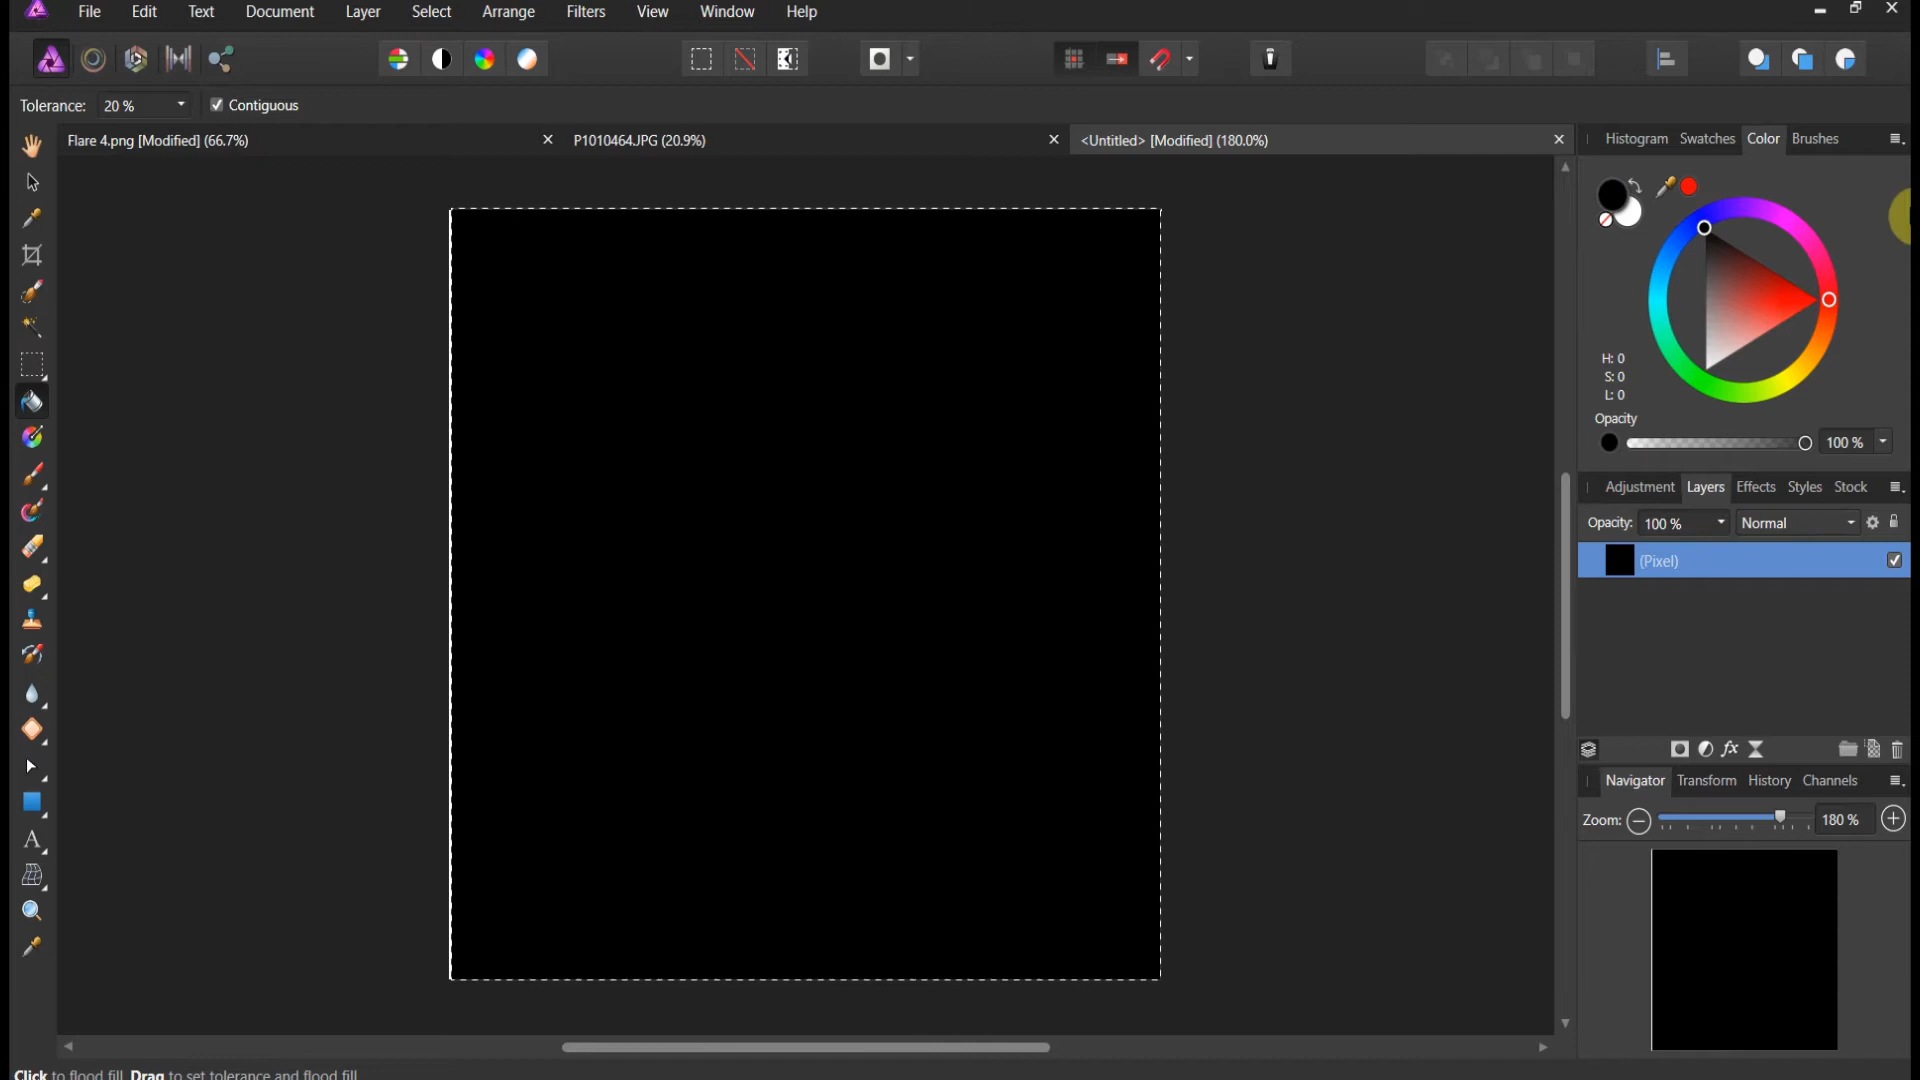 File Edit Text Document Layer Select Arrange Filters View Window Help
Tolerance: 20 % Contiguous
Flare 4.png [Modified] (66.7%)
P1010464.JPG (20.9%)
<Untitled> [Modified] (180.0%)
Histogram Swatches Color Brushes
H: 0
S: 0
L: 0
Opacity
100 %
Adjustment Layers Effects Styles Stock
Opacity: 100 % Normal
(Pixel)
fx
Navigator Transform History Channels
Zoom: 180 %
Click to flood fill. Drag to set tolerance and flood fill.